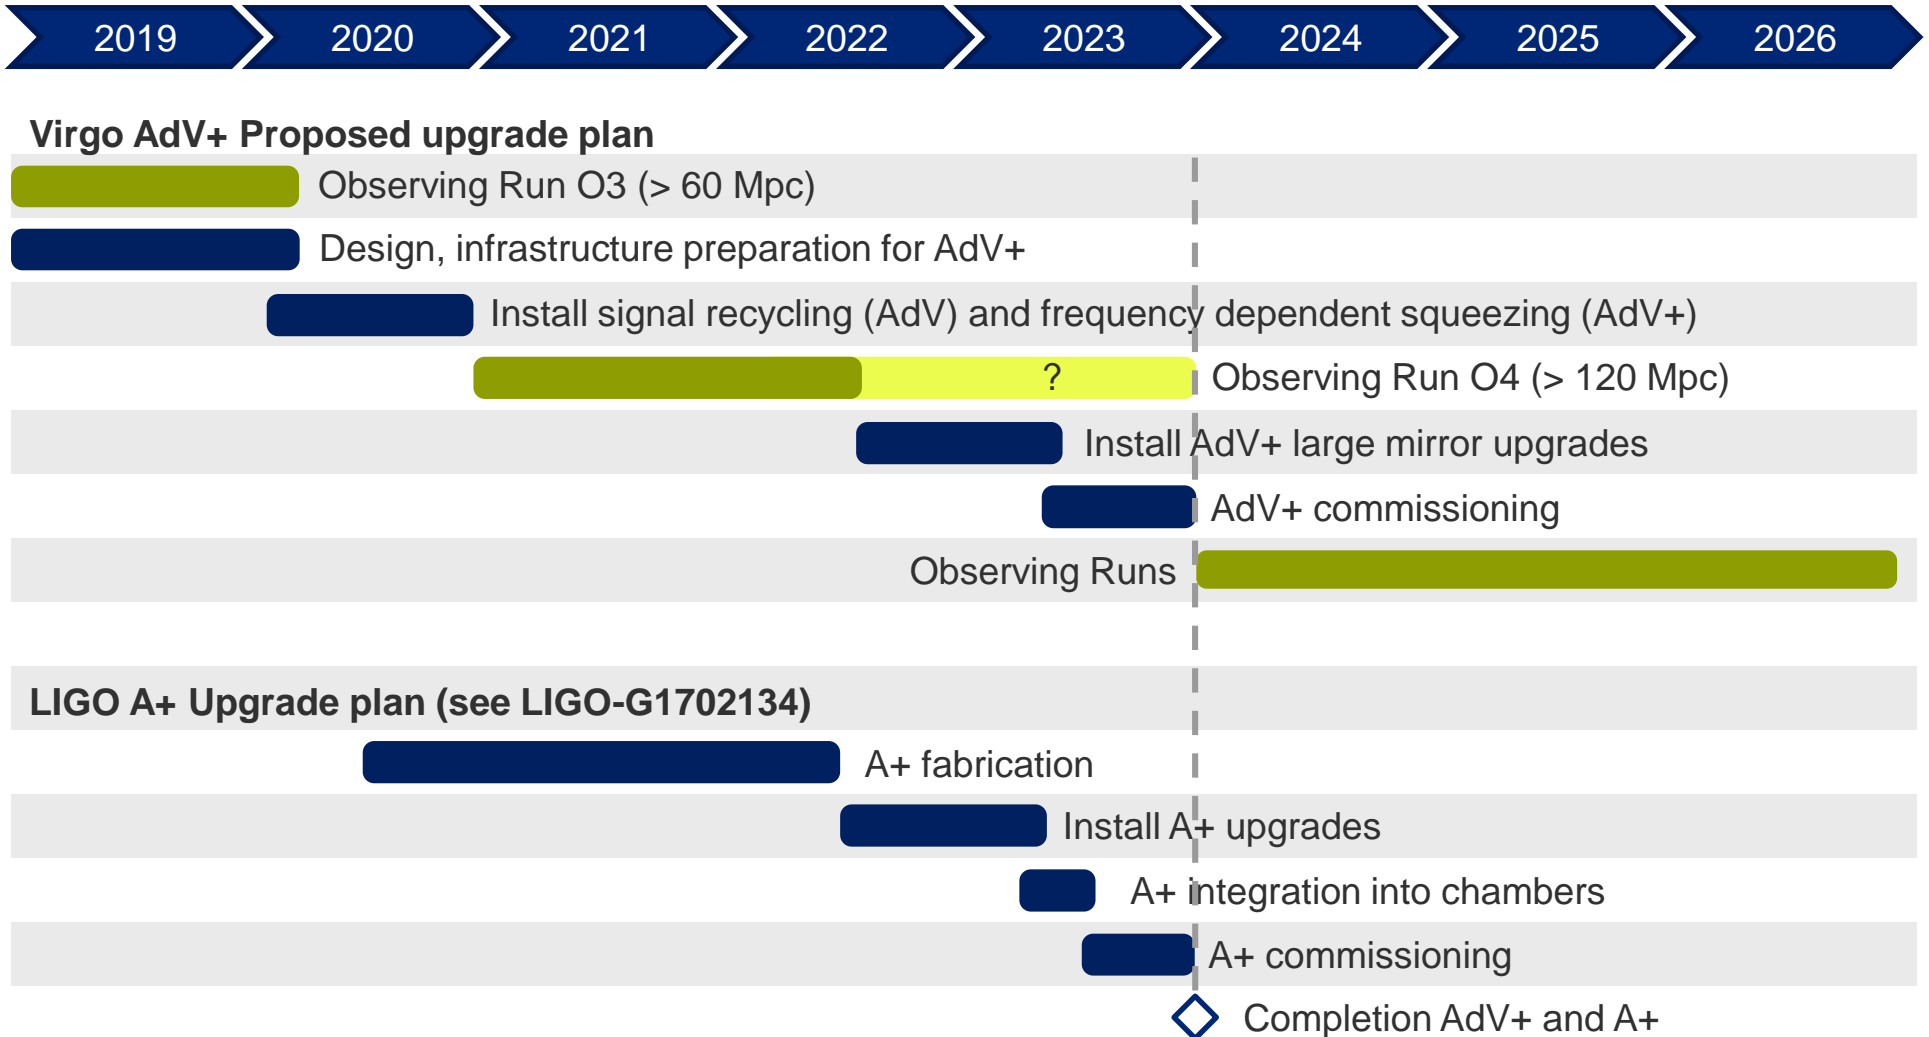 2019 2020 2021 2022 2023 2024 2025 2026
Virgo AdV+ Proposed upgrade plan
Observing Run O3 (> 60 Mpc)
Design, infrastructure preparation for AdV+
Install signal recycling (AdV) and frequency dependent squeezing (AdV+)
? Observing Run O4 (> 120 Mpc)
Install AdV+ large mirror upgrades
AdV+ commissioning
Observing Runs
LIGO A+ Upgrade plan (see LIGO-G1702134)
A+ fabrication
Install A+ upgrades
A+ integration into chambers
A+ commissioning
Completion AdV+ and A+